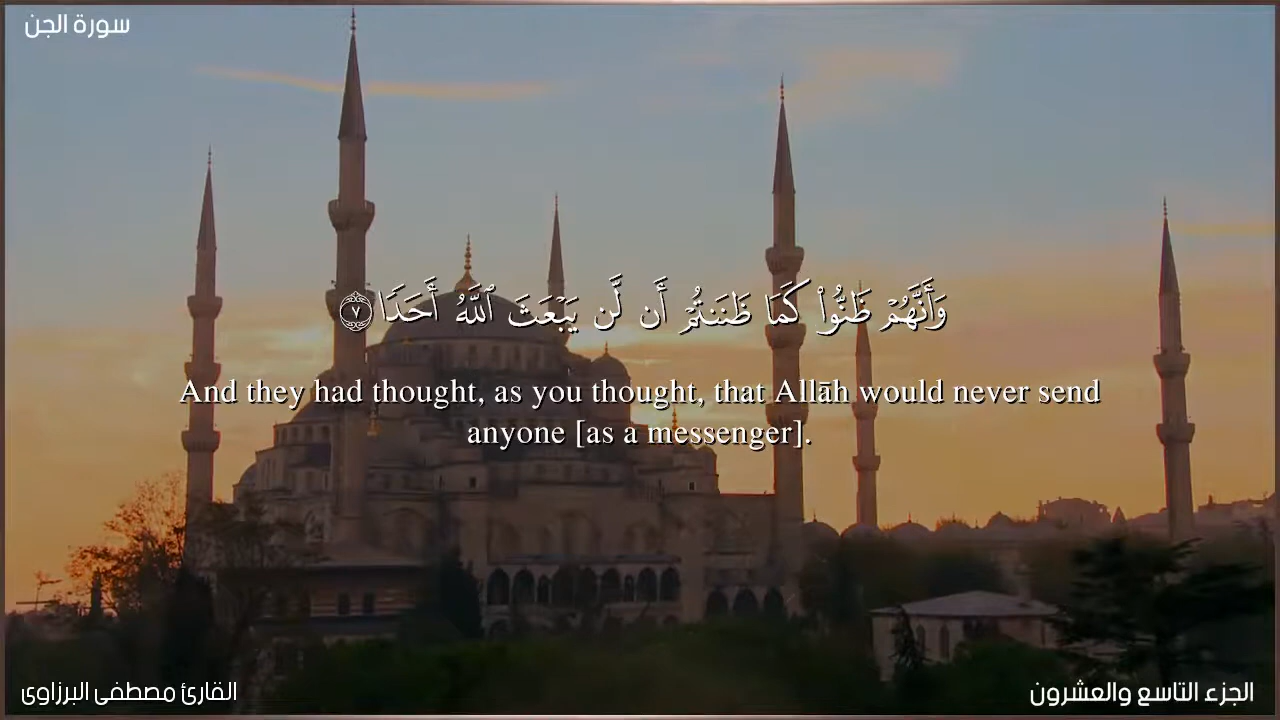 سورة الجن
وَأَنَّهُمْ ظَنُّوا۟ كَمَا ظَنَنتُمْ أَن لَّن يَبْعَثَ ٱللَّهُ أَحَدًا ٧
And they had thought, as you thought, that Allāh would never send
anyone [as a messenger].
الجزء التاسع والعشرون
القارئ مصطفى البرزاوى